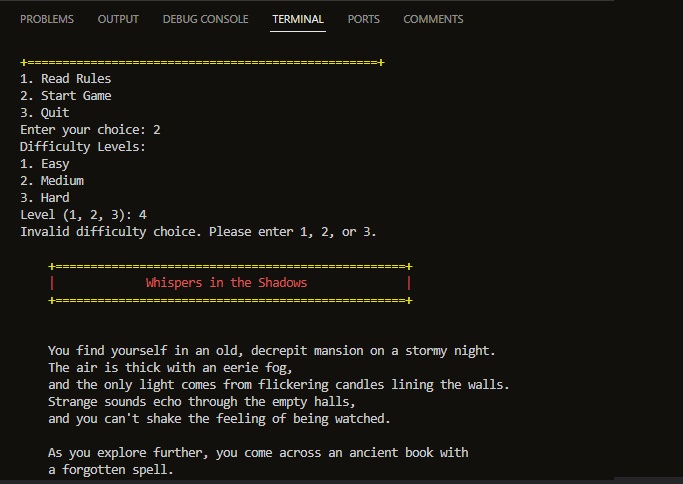 PROBLEMS OUTPUT DEBUG CONSOLE TERMINAL PORTS COMMENTS
+==================================================+
1. Read Rules
2. Start Game
3. Quit
Enter your choice: 2
Difficulty Levels:
1. Easy
2. Medium
3. Hard
Level (1, 2, 3): 4
Invalid difficulty choice. Please enter 1, 2, or 3.
+==================================================+
| Whispers in the Shadows |
+==================================================+
You find yourself in an old, decrepit mansion on a stormy night.
The air is thick with an eerie fog,
and the only light comes from flickering candles lining the walls.
Strange sounds echo through the empty halls,
and you can't shake the feeling of being watched.
As you explore further, you come across an ancient book with
a forgotten spell.